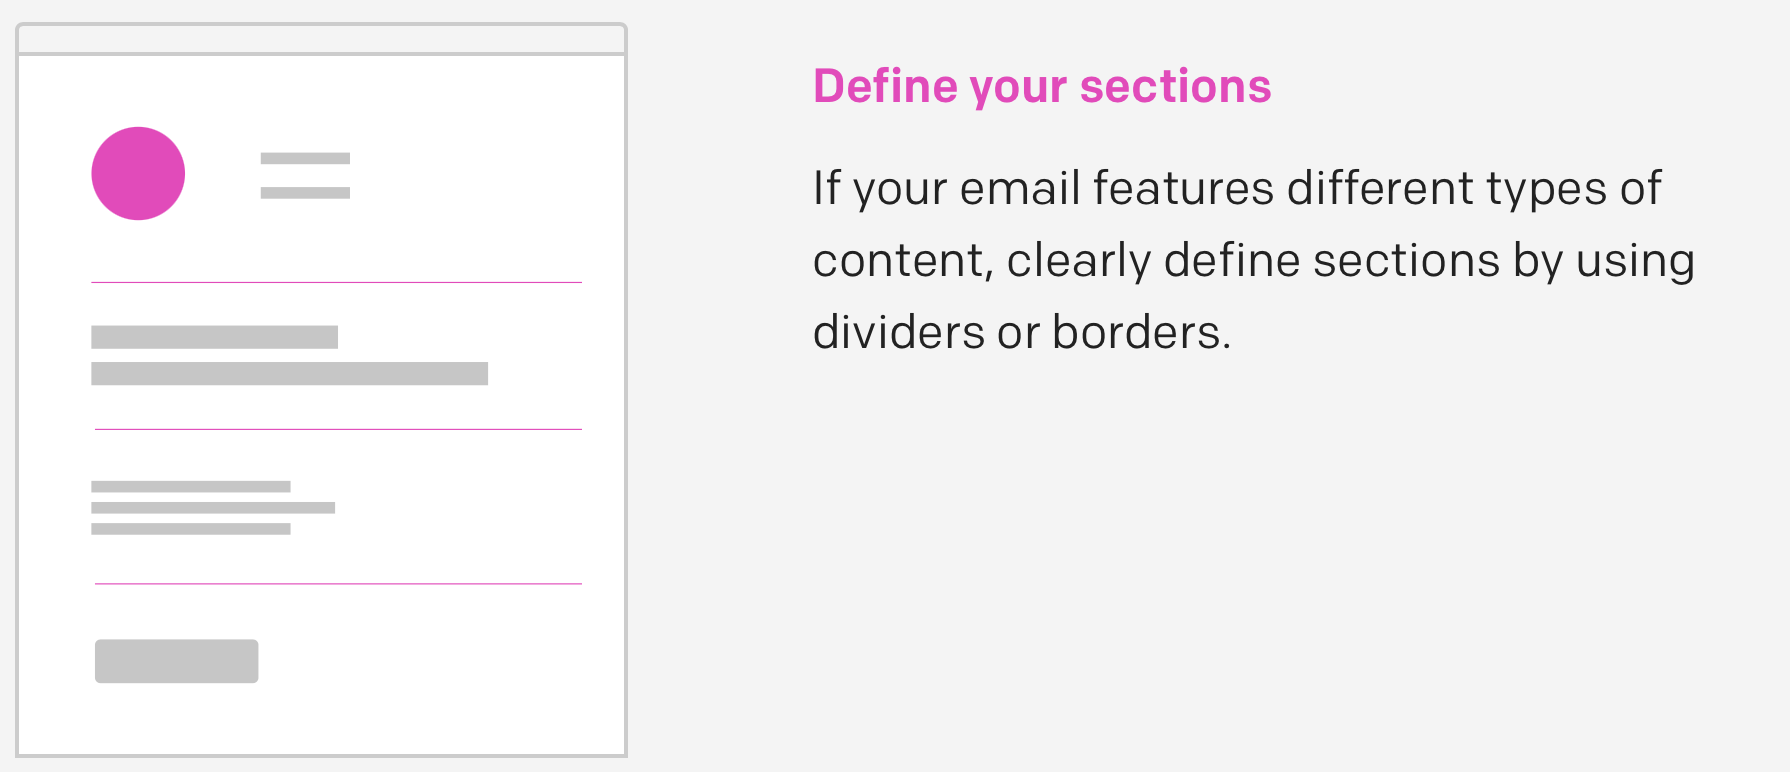 Define your sections
If your email features different types of
content, clearly define sections by using
dividers or borders.